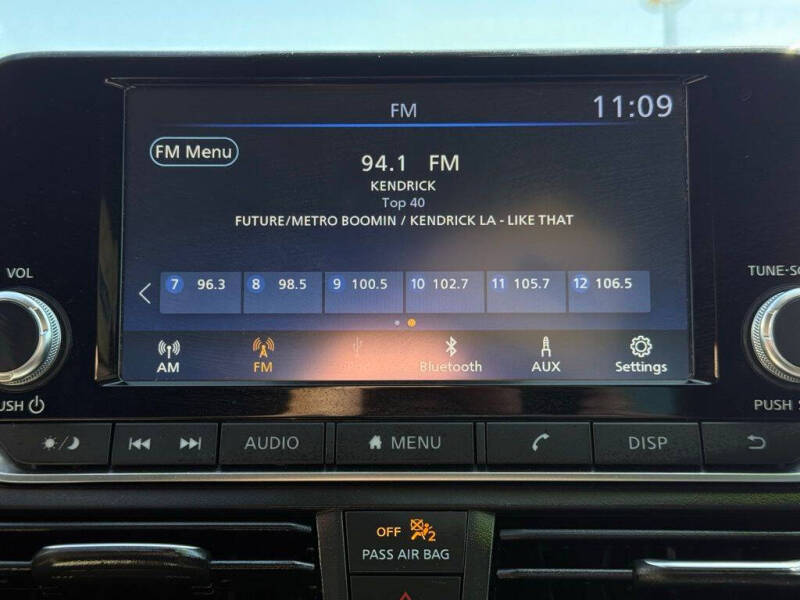 FM 11:09
FM Menu
94.1 FM
KENDRICK
Top 40
FUTURE/METRO BOOMIN / KENDRICK LA - LIKE THAT
VOL
TUNE·SC
7 96.3 8 98.5 9 100.5 10 102.7 11 105.7 12 106.5
AM FM Bluetooth AUX Settings
USH PUSH S
AUDIO MENU DISP
OFF 2
PASS AIR BAG